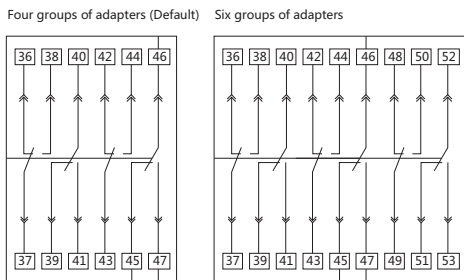 Four groups of adapters (Default) Six groups of adapters
36 38 40 42 44 46 36 38 40 42 44 46 48 50 52
37 39 41 43 45 47 37 39 41 43 45 47 49 51 53